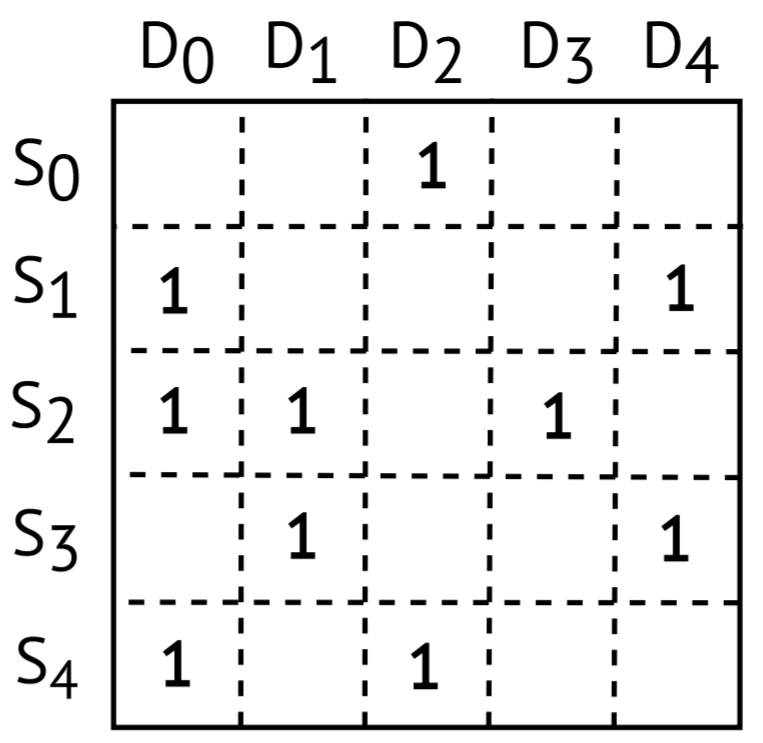 D0 D1 D2 D3 D4
S0 1
S1 1 1
S2 1 1 1
S3 1 1
S4 1 1